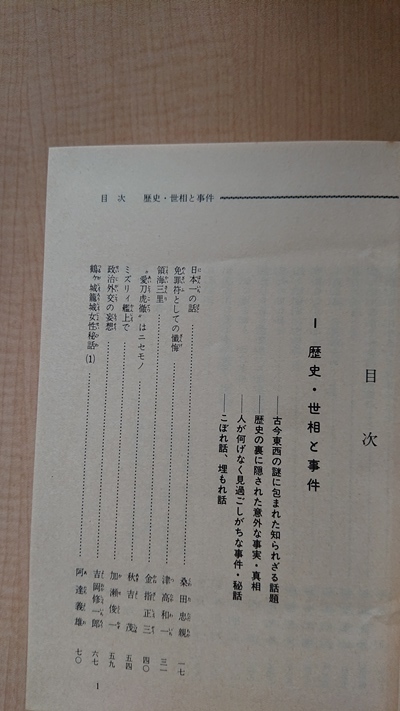 目次　歴史・世相と事件
目次
I 歴史・世相と事件
――古今東西の謎に包まれた知られざる話題
――歴史の裏に隠された意外な事実・真相
――人が何げなく見過ごしがちな事件・秘話
――こぼれ話、埋もれ話
日本一の話……桑田忠親 一七
免罪符としての懺悔……津高和一 三一
領海三里……金指正三 四〇
“愛刀虎徹”はニセモノ……秋吉茂 五四
ミズリイ艦上で……加瀬俊一 五九
政治外交の妄想……吉岡修一郎 六七
鶴ヶ城籠城女性秘話(1)……阿達義雄 七〇
1